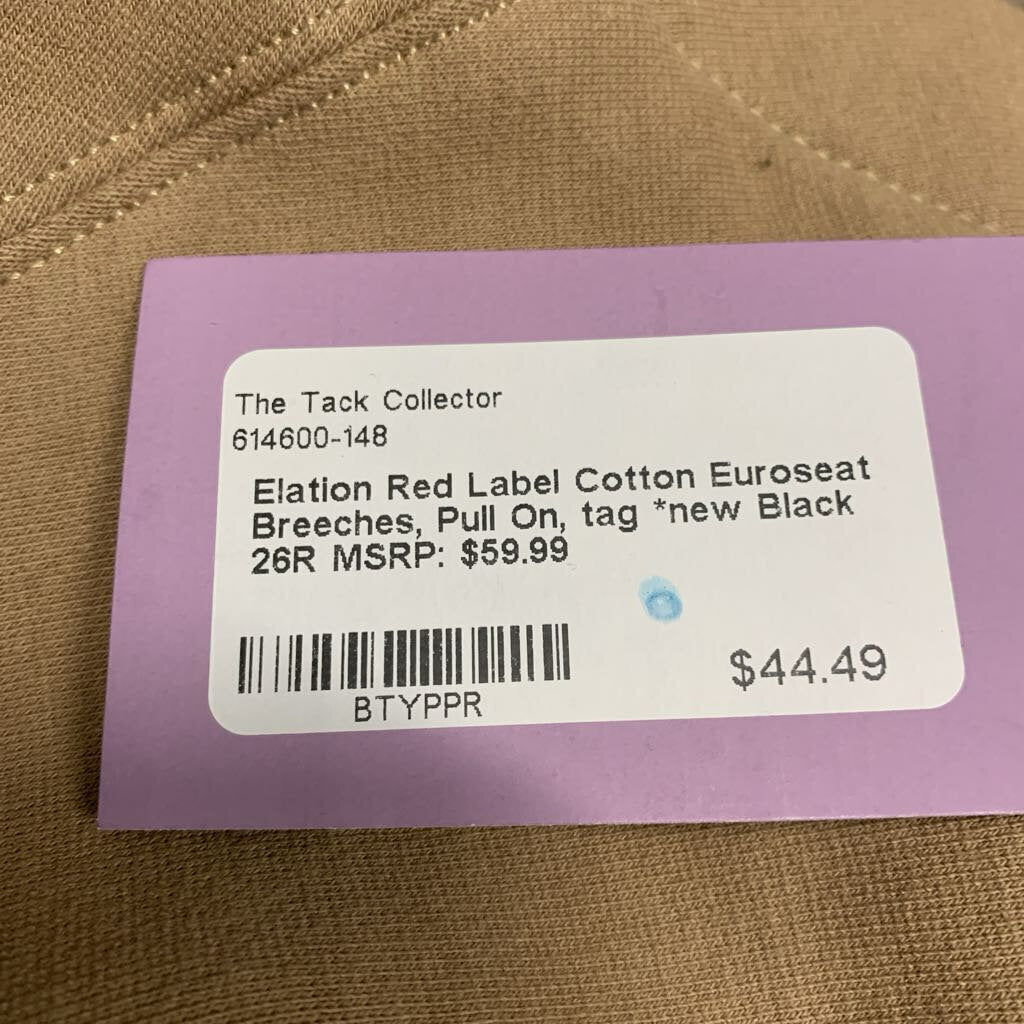 The Tack Collector
614600-148
Elation Red Label Cotton Euroseat
Breeches, Pull On, tag *new Black
26R MSRP: $59.99
BTYPPR
$44.49